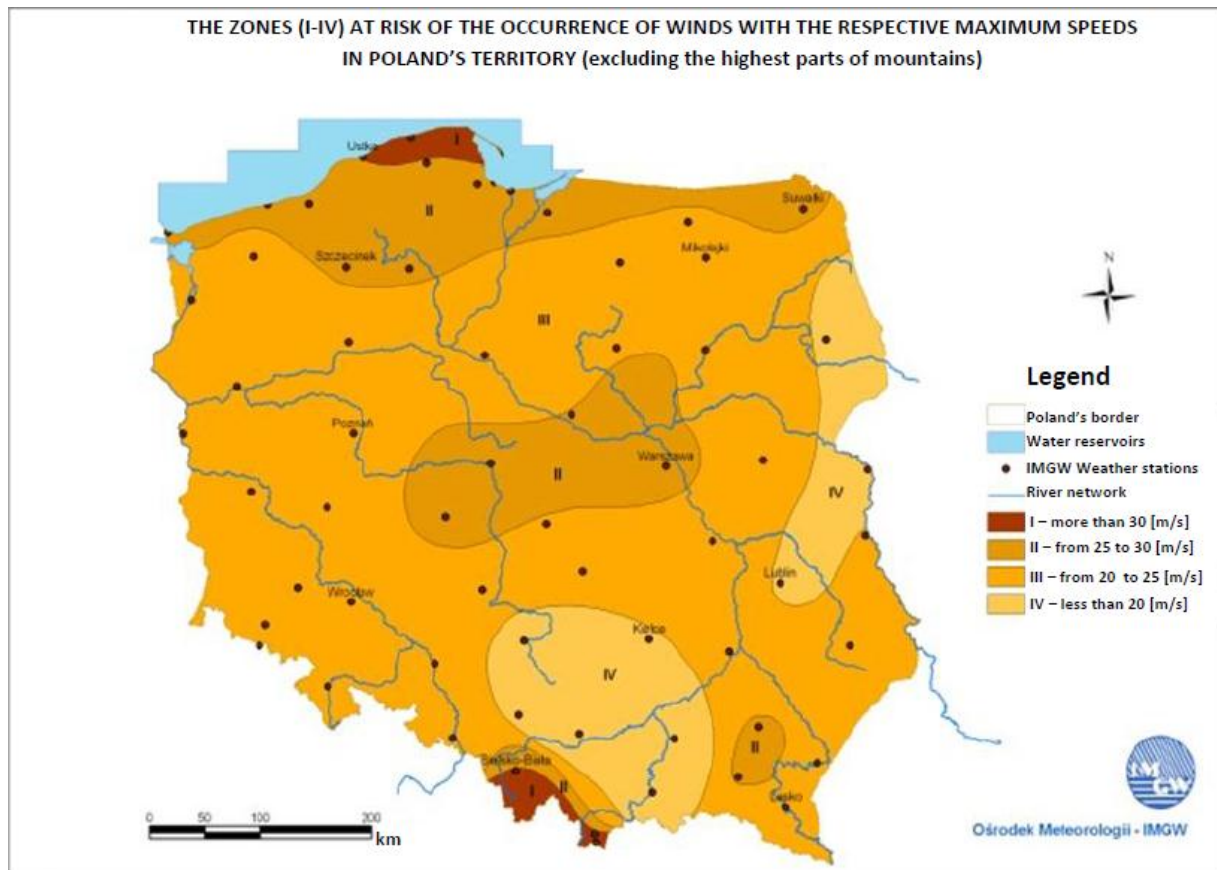 THE ZONES (I-IV) AT RISK OF THE OCCURRENCE OF WINDS WITH THE RESPECTIVE MAXIMUM SPEEDS
IN POLAND'S TERRITORY (excluding the highest parts of mountains)
I
Ustka
II
Suwałki
Szczecinek
Mikołajki
N
III
Poznań
Warszawa
II
IV
Lublin
Wrocław
Kielce
IV
II
Bielsko-Biała
I
II
Lesko
Legend
Poland's border
Water reservoirs
IMGW Weather stations
River network
I – more than 30 [m/s]
II – from 25 to 30 [m/s]
III – from 20 to 25 [m/s]
IV – less than 20 [m/s]
0 50 100 200
km
IMGW
Ośrodek Meteorologii - IMGW